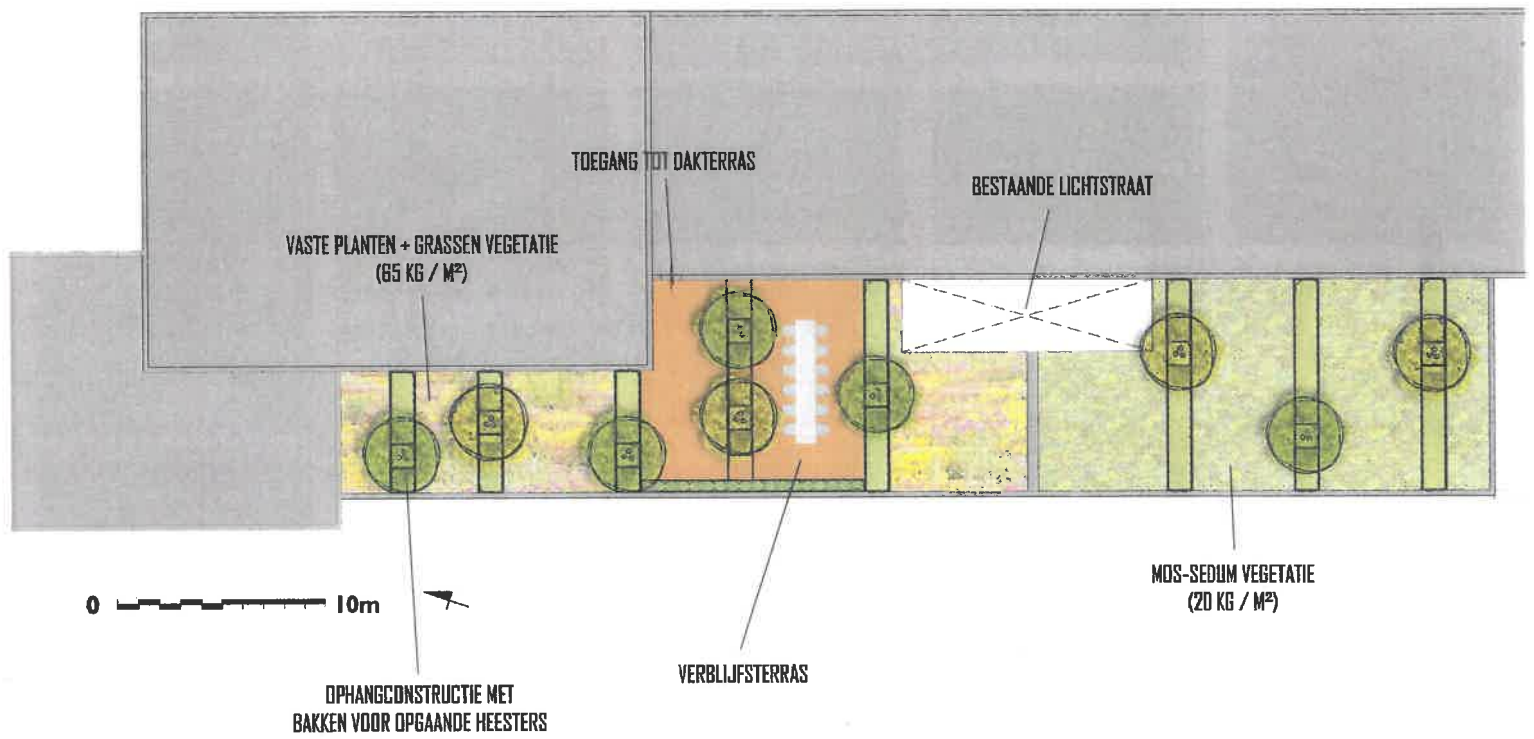 TOEGANG TOT DAKTERRAS
BESTAANDE LICHTSTRAAT
VASTE PLANTEN + GRASSEN VEGETATIE
(65 KG / M²)
MOS-SEDUM VEGETATIE
(20 KG / M²)
0 10m
VERBLIJFSTERRAS
OPHANGCONSTRUCTIE MET
BAKKEN VOOR OPGAANDE HEESTERS